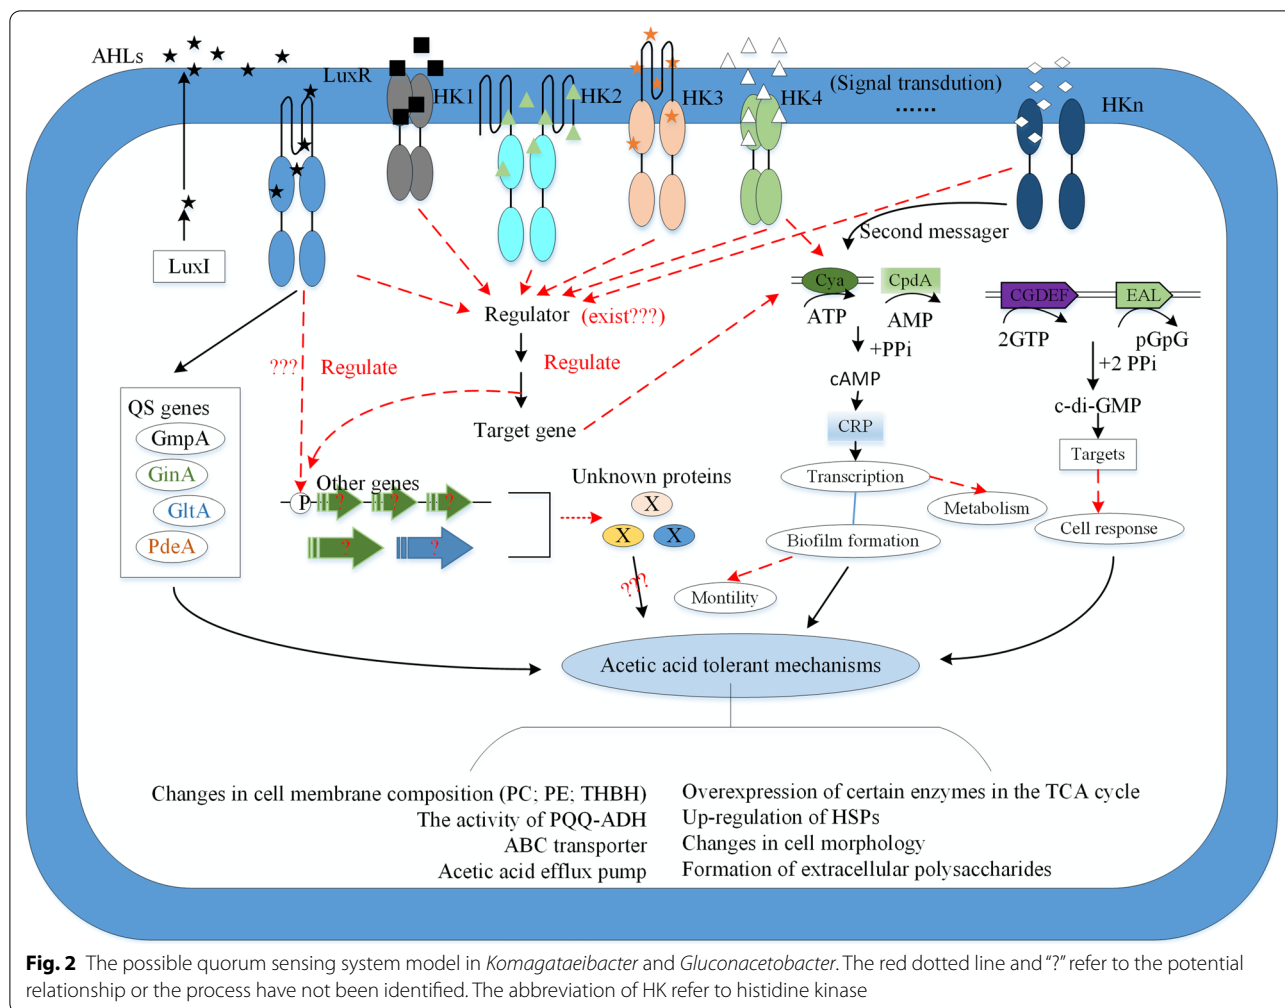 AHLs
LuxR
HK1
HK2
HK3
HK4
(Signal transdution)
......
HKn
LuxI
Second messager
Regulator (exist???)
Cya
CpdA
CGDEF
EAL
ATP
AMP
2GTP
pGpG
+PPi
+2 PPi
??? Regulate
Regulate
cAMP
c-di-GMP
QS genes
GmpA
GinA
GltA
PdeA
Target gene
CRP
Targets
P
Other genes
? ? ?
? ?
Unknown proteins
X
X X
???
Transcription
Metabolism
Biofilm formation
Cell response
Montility
Acetic acid tolerant mechanisms
Changes in cell membrane composition (PC; PE; THBH)
The activity of PQQ-ADH
ABC transporter
Acetic acid efflux pump
Overexpression of certain enzymes in the TCA cycle
Up-regulation of HSPs
Changes in cell morphology
Formation of extracellular polysaccharides
Fig. 2 The possible quorum sensing system model in Komagataeibacter and Gluconacetobacter. The red dotted line and “?” refer to the potential
relationship or the process have not been identified. The abbreviation of HK refer to histidine kinase